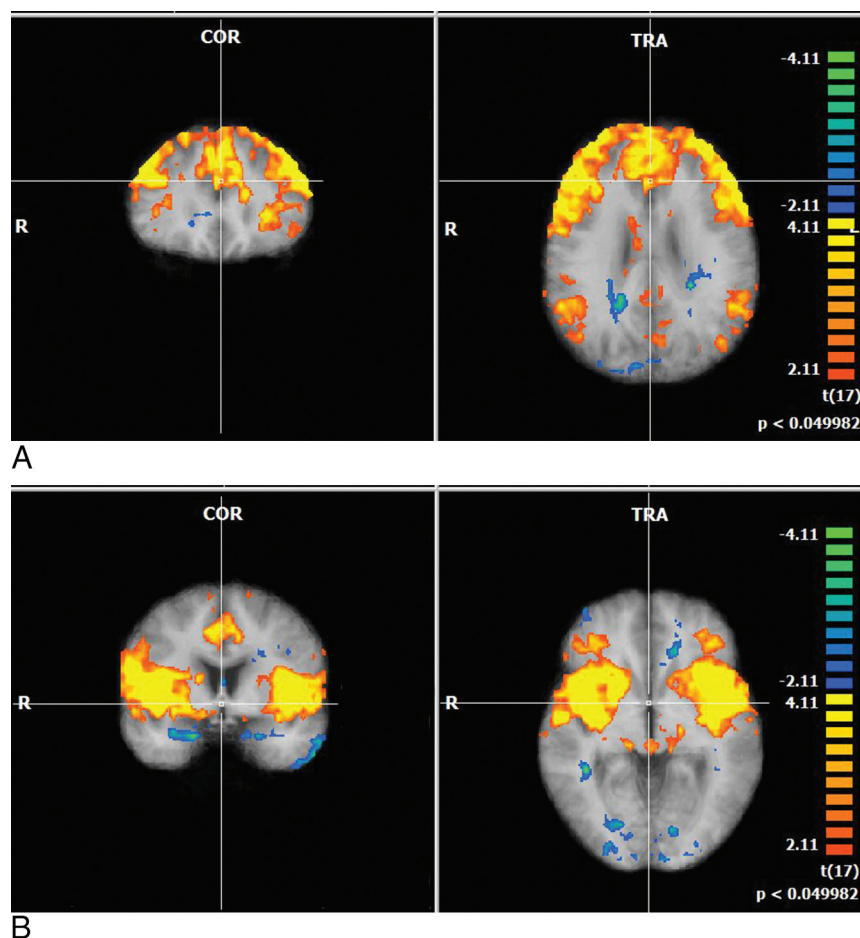 COR
TRA
-4.11
-2.11
4.11
R
R
L
2.11
t(17)
p < 0.049982
A
COR
TRA
-4.11
-2.11
4.11
R
R
2.11
t(17)
p < 0.049982
B